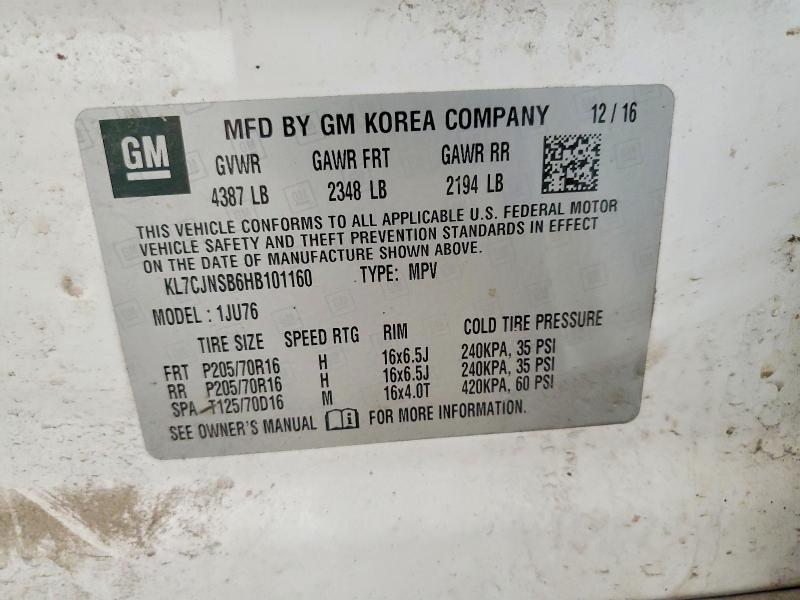 GM
MFD BY GM KOREA COMPANY 12 / 16
GVWR GAWR FRT GAWR RR
4387 LB 2348 LB 2194 LB
THIS VEHICLE CONFORMS TO ALL APPLICABLE U.S. FEDERAL MOTOR
VEHICLE SAFETY AND THEFT PREVENTION STANDARDS IN EFFECT
ON THE DATE OF MANUFACTURE SHOWN ABOVE.
KL7CJNSB6HB101160 TYPE: MPV
MODEL : 1JU76
TIRE SIZE SPEED RTG RIM COLD TIRE PRESSURE
FRT P205/70R16 H 16x6.5J 240KPA, 35 PSI
RR P205/70R16 H 16x6.5J 240KPA, 35 PSI
SPA T125/70D16 M 16x4.0T 420KPA, 60 PSI
SEE OWNER'S MANUAL FOR MORE INFORMATION.